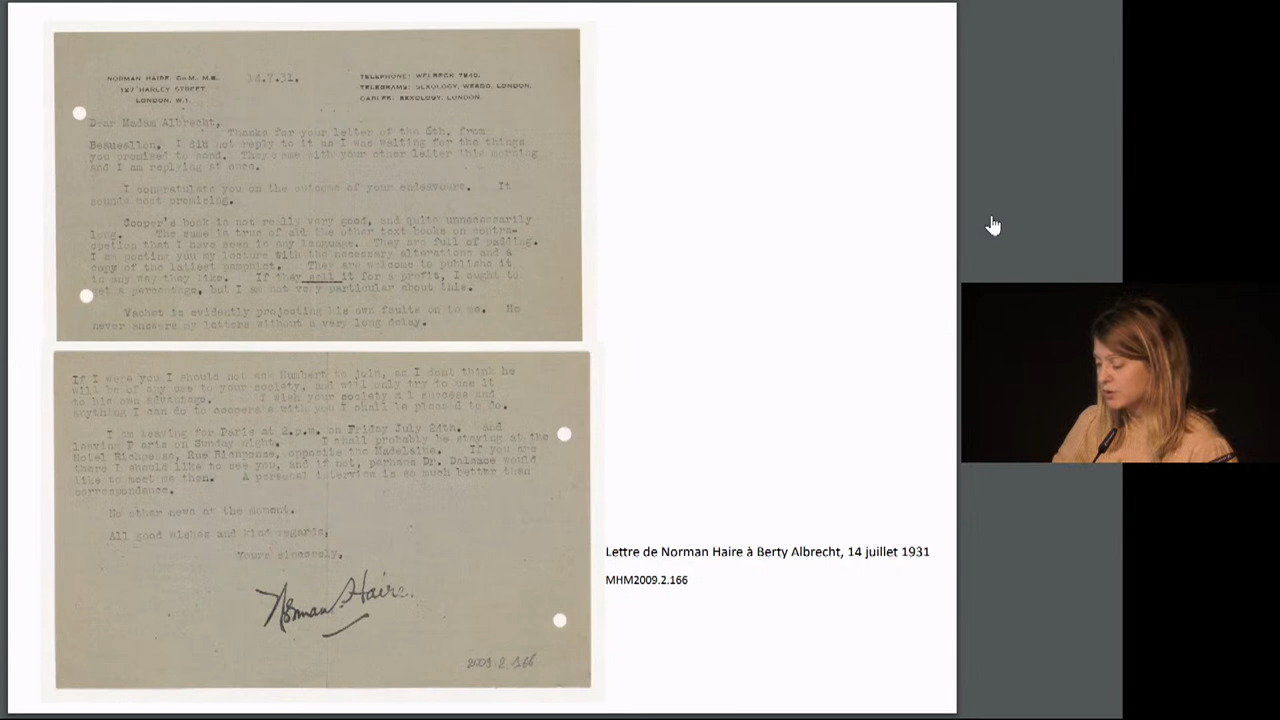 NORMAN HAIRE, Ch.M., M.B.
127 HARLEY STREET
LONDON, W.1.
14.7.31.
TELEPHONE: WELBECK 7840.
TELEGRAMS: SEXOLOGY, WESDO, LONDON.
CABLES: SEXOLOGY, LONDON.
Dear Madam Albrecht,
Thanks for your letter of the 6th. from
Beauvallon. I did not reply to it as I was waiting for the things
you promised to send. They came with your other letter this morning
and I am replying at once.
I congratulate you on the outcome of your endeavours. It
sounds most promising.
Cooper's book is not really very good, and quite unnecessarily
long. The same is true of all the other text books on contra-
ception that I have seen in any language. They are full of padding.
I am posting you my lecture with the necessary alterations and a
copy of the latest pamphlet. They are welcome to publish it
in any way they like. If they sell it for a profit, I ought to
get a percentage, but I am not very particular about this.
Vachet is evidently projecting his own faults on to me. He
never answers my letters without a very long delay.
If I were you I should not ask Humbert to join, as I dont think he
will be of any use to your society, and will only try to use it
to his own advantage. I wish your society all success and
anything I can do to cooperate with you I shall be pleased to do.
I am leaving for Paris at 2.p.m. on Friday July 24th. and
leaving Paris on Sunday night. I shall probably be staying at the
Hotel Richpense, Rue Richpense, opposite the Madelaine. If you are
there I should like to see you, and if not, perhaps Dr. Dalsace would
like to meet me then. A personal interview is so much better than
correspondence.
No other news at the moment.
All good wishes and kind regards,
Yours sincerely,
Norman Haire.
2009.2.166
Lettre de Norman Haire à Berty Albrecht, 14 juillet 1931
MHM2009.2.166